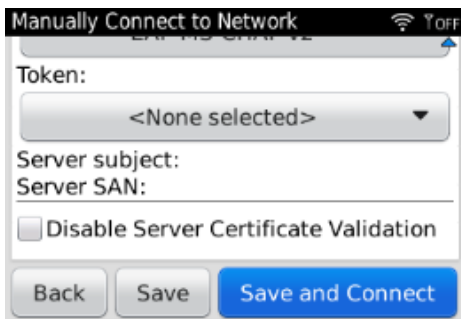 Manually Connect to Network
OFF
Token:
<None selected>
Server subject:
Server SAN:
Disable Server Certificate Validation
Back
Save
Save and Connect